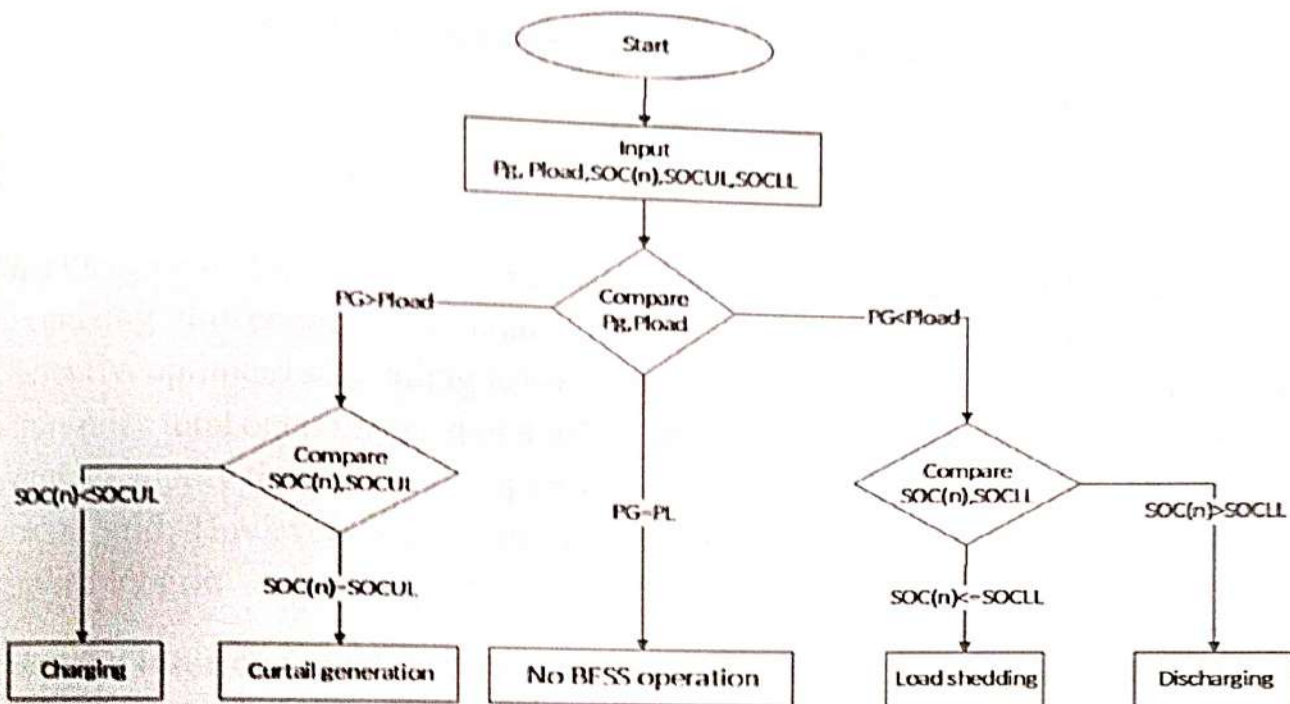 Start
Input
Pg, Pload,SOC(n),SOCUL,SOCLL
Compare
Pg,Pload
PG>Pload
PG<Pload
Compare
SOC(n),SOCUL
Compare
SOC(n),SOCLL
SOC(n)<SOCUL
SOC(n)=SOCUL
PG=PL
SOC(n)<=SOCLL
SOC(n)>SOCLL
Charging
Curtail generation
No BESS operation
Load shedding
Discharging